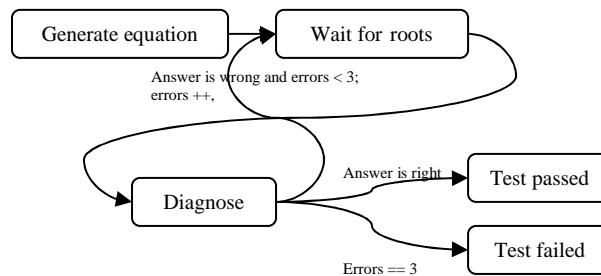 Generate equation
Wait for roots
Answer is wrong and errors < 3;
errors ++,
Diagnose
Answer is right
Test passed
Test failed
Errors == 3